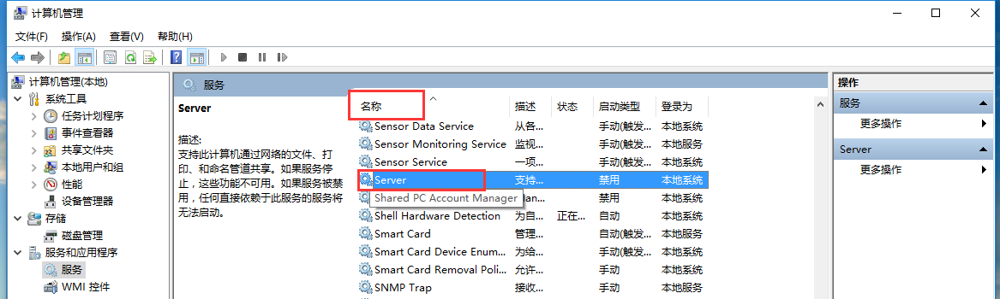 计算机管理
文件(F) 操作(A) 查看(V) 帮助(H)
计算机管理(本地)
系统工具
任务计划程序
事件查看器
共享文件夹
本地用户和组
性能
设备管理器
存储
磁盘管理
服务和应用程序
服务
WMI 控件
服务
Server
描述:
支持此计算机通过网络的文件、打
印、和命名管道共享。如果服务停
止，这些功能不可用。如果服务被禁
用，任何直接依赖于此服务的服务将
无法启动。
名称 描述 状态 启动类型 登录为
Sensor Data Service 从各... 手动(触发... 本地系统
Sensor Monitoring Service 监视... 手动(触发... 本地服务
Sensor Service 一项... 手动(触发... 本地系统
Server 支持... 禁用 本地系统
Shared PC Account Manager Man... 禁用 本地系统
Shell Hardware Detection 为自... 正在... 自动 本地系统
Smart Card 管理... 自动(触发... 本地服务
Smart Card Device Enum... 为给... 手动(触发... 本地系统
Smart Card Removal Poli... 允许... 手动 本地系统
SNMP Trap 接收... 手动 本地服务
操作
服务
更多操作
Server
更多操作